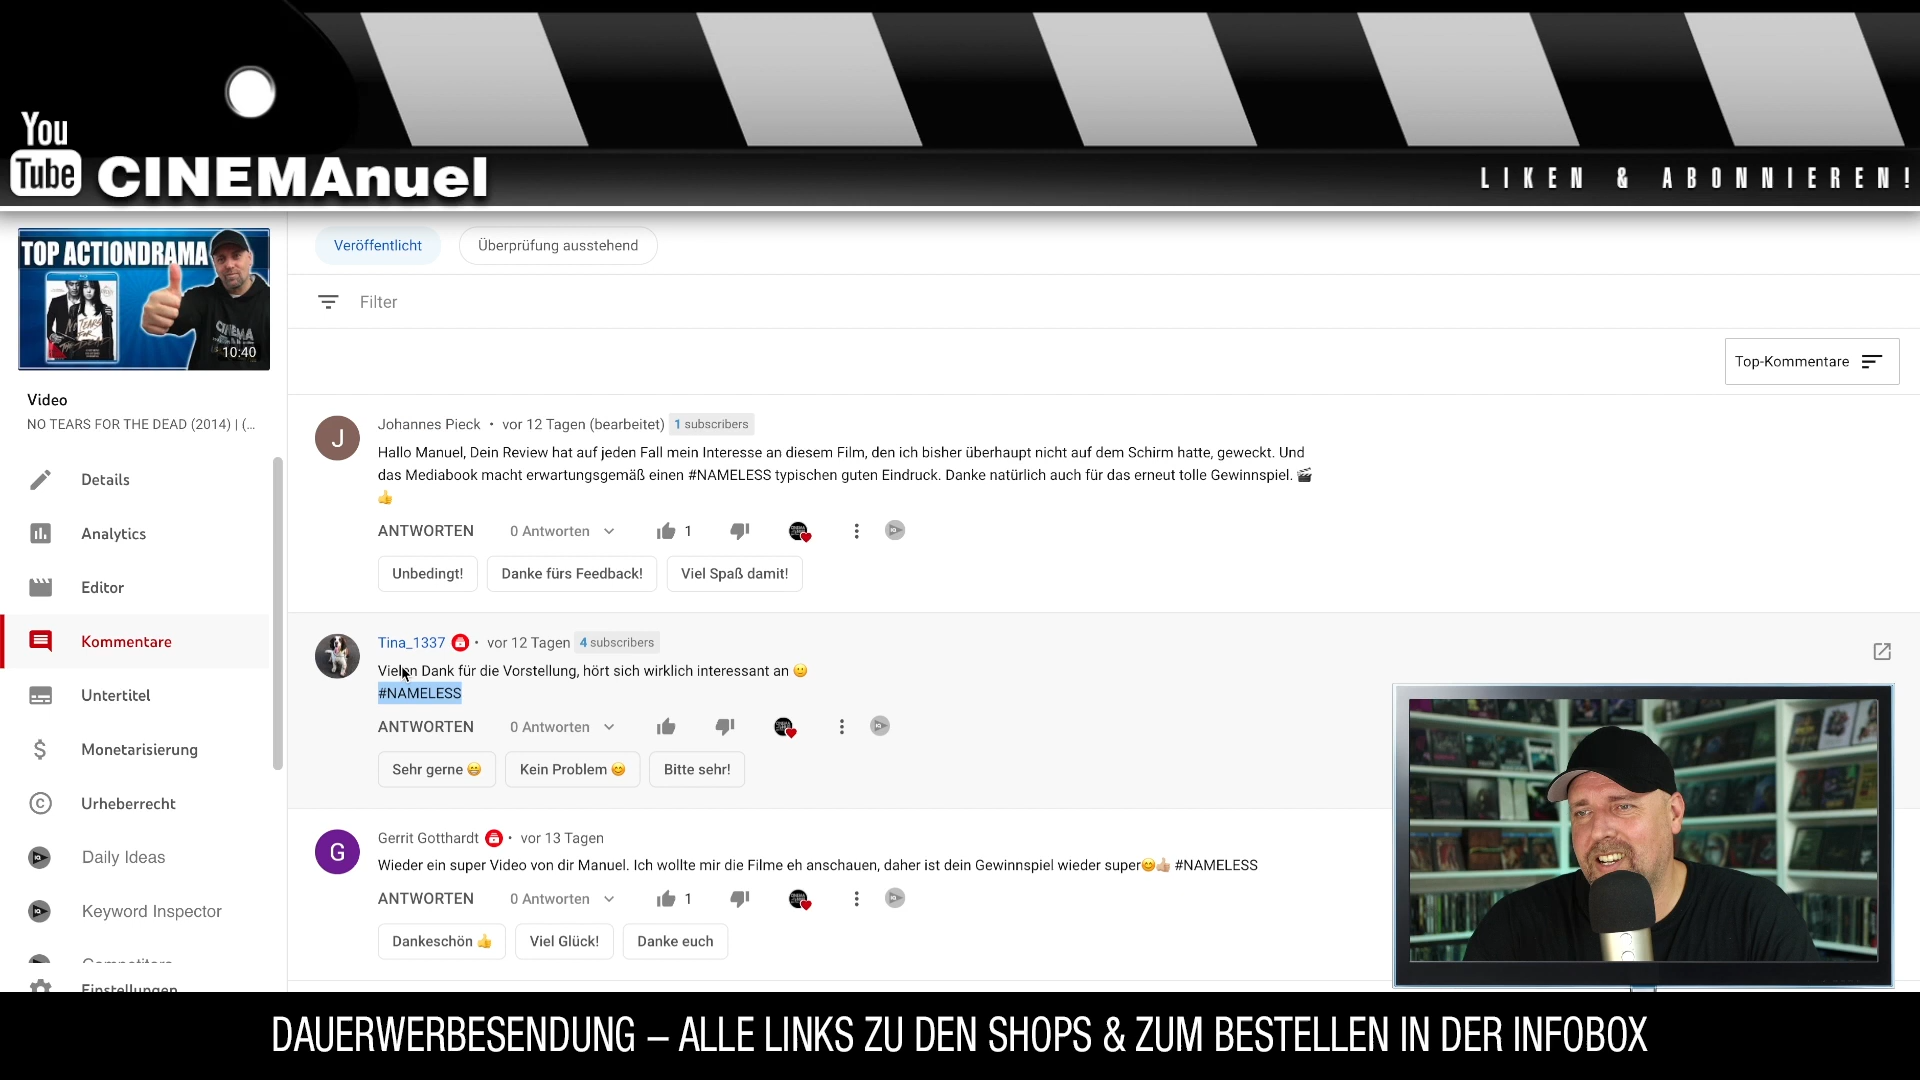 You
Tube CINEMAnuel
LIKEN & ABONNIEREN!
TOP ACTIONDRAMA
NO TEARS
FOR
THE DEAD
CINEMA
10:40
Video
NO TEARS FOR THE DEAD (2014) | (...
Details
Analytics
Editor
Kommentare
Untertitel
Monetarisierung
Urheberrecht
Daily Ideas
Keyword Inspector
Competitors
Einstellungen
Veröffentlicht
Überprüfung ausstehend
Filter
Top-Kommentare
J
Johannes Pieck • vor 12 Tagen (bearbeitet) 1 subscribers
Hallo Manuel, Dein Review hat auf jeden Fall mein Interesse an diesem Film, den ich bisher überhaupt nicht auf dem Schirm hatte, geweckt. Und
das Mediabook macht erwartungsgemäß einen #NAMELESS typischen guten Eindruck. Danke natürlich auch für das erneut tolle Gewinnspiel. 🎬
👍
ANTWORTEN 0 Antworten 1
Unbedingt! Danke fürs Feedback! Viel Spaß damit!
Tina_1337 • vor 12 Tagen 4 subscribers
Vielen Dank für die Vorstellung, hört sich wirklich interessant an 🙂
#NAMELESS
ANTWORTEN 0 Antworten
Sehr gerne 😁 Kein Problem 😊 Bitte sehr!
G
Gerrit Gotthardt • vor 13 Tagen
Wieder ein super Video von dir Manuel. Ich wollte mir die Filme eh anschauen, daher ist dein Gewinnspiel wieder super😊👍🏼 #NAMELESS
ANTWORTEN 0 Antworten 1
Dankeschön 👍 Viel Glück! Danke euch
DAUERWERBESENDUNG – ALLE LINKS ZU DEN SHOPS & ZUM BESTELLEN IN DER INFOBOX